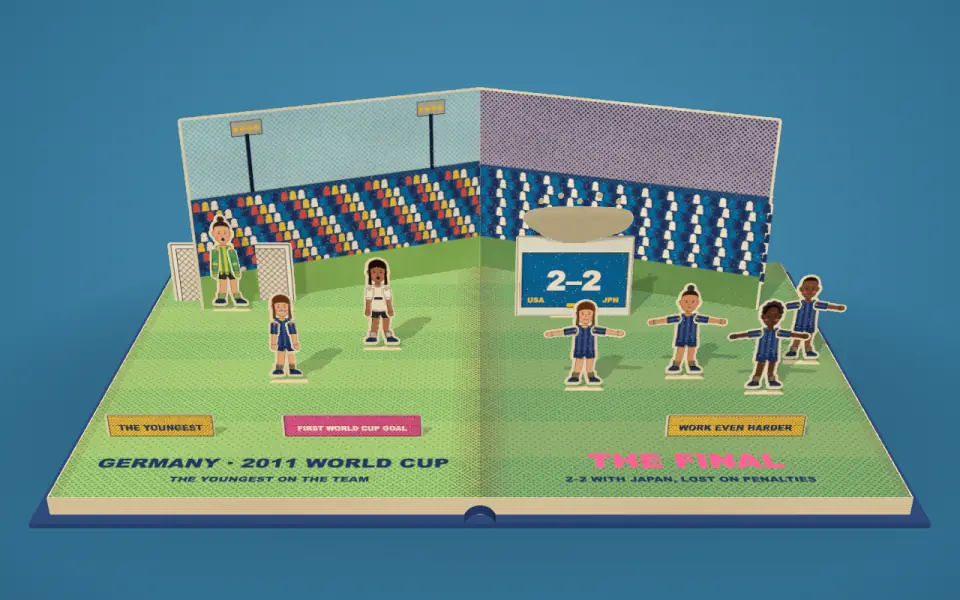 THE YOUNGEST
FIRST WORLD CUP GOAL
GERMANY · 2011 WORLD CUP
THE YOUNGEST ON THE TEAM
2–2
USA
JPN
WORK EVEN HARDER
THE FINAL
2–2 WITH JAPAN, LOST ON PENALTIES